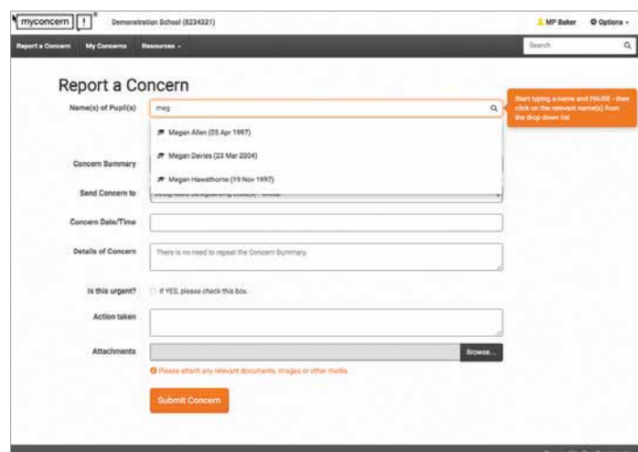 myconcern !
Demonstration School (8234321)
MP Baker
Options
Report a Concern
My Concerns
Resources
Search
Report a Concern
Name(s) of Pupil(s)
meg
Start typing a name and PAUSE - then
click on the relevant name(s) from
the drop down list
Megan Allen (05 Apr 1997)
Megan Davies (23 Mar 2004)
Megan Hawthorne (19 Nov 1997)
Concern Summary
Send Concern to
Concern Date/Time
Details of Concern
There is no need to repeat the Concern Summary.
Is this urgent?
If YES, please check this box.
Action taken
Attachments
Browse...
Please attach any relevant documents, images or other media
Submit Concern